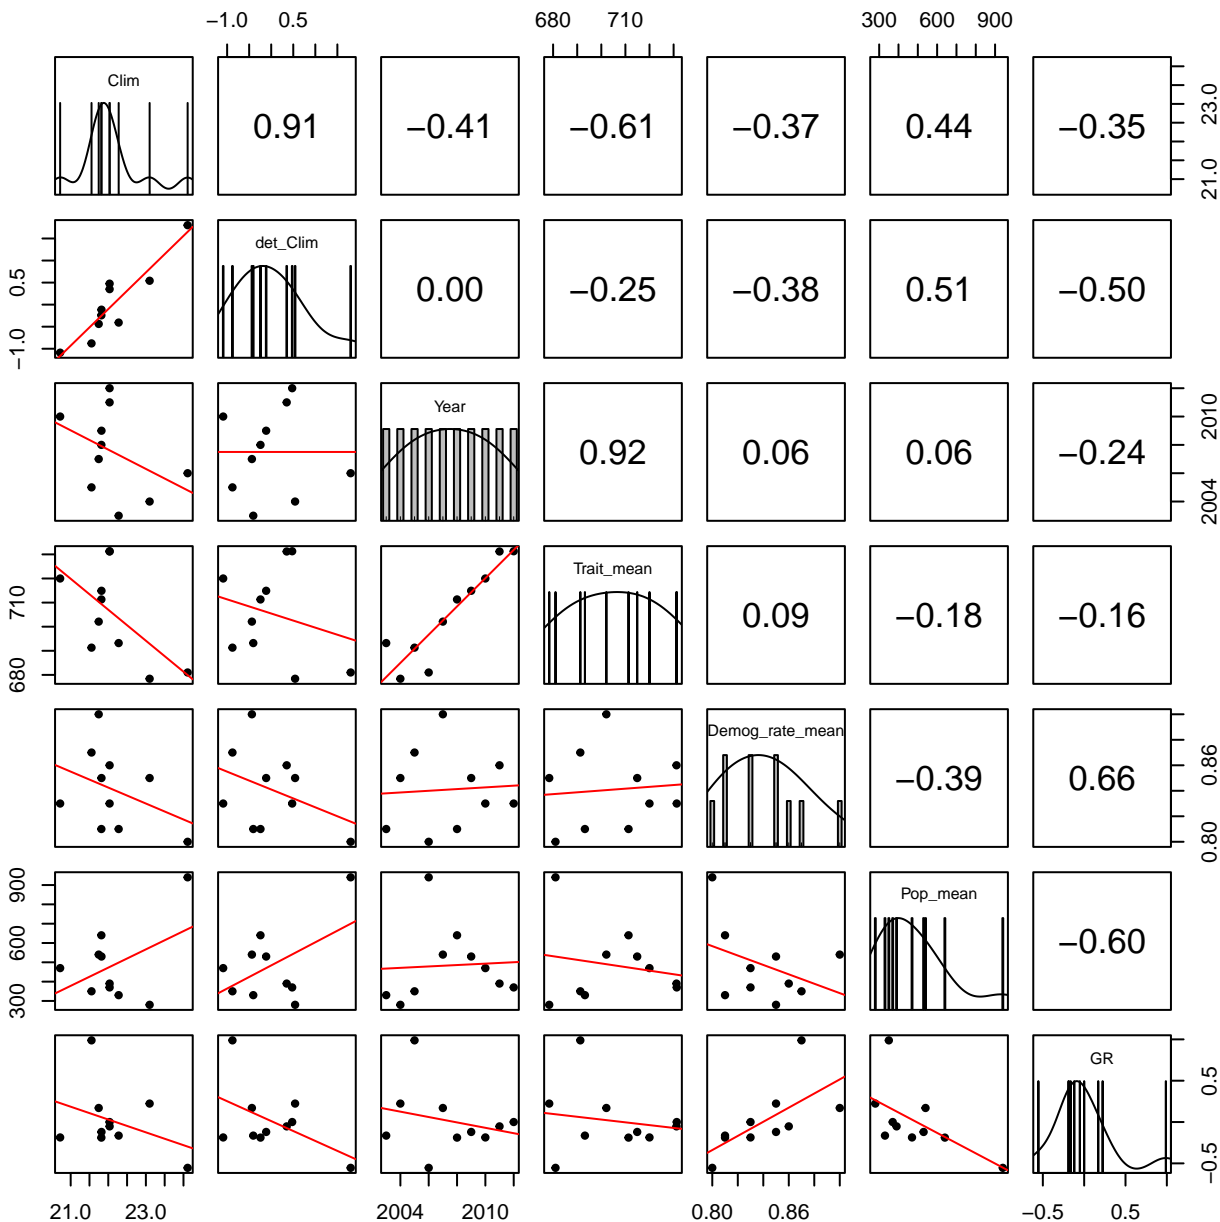 −1.0 0.5 680 710 300 600 900
Clim
0.91 −0.41 −0.61 −0.37 0.44 −0.35
21.0 23.0
det_Clim
0.00 −0.25 −0.38 0.51 −0.50
−1.0 0.5
Year
0.92 0.06 0.06 −0.24
2004 2010
Trait_mean
0.09 −0.18 −0.16
680 710
Demog_rate_mean
−0.39 0.66
0.80 0.86
Pop_mean
−0.60
300 600 900
GR
−0.5 0.5
21.0 23.0 2004 2010 0.80 0.86 −0.5 0.5